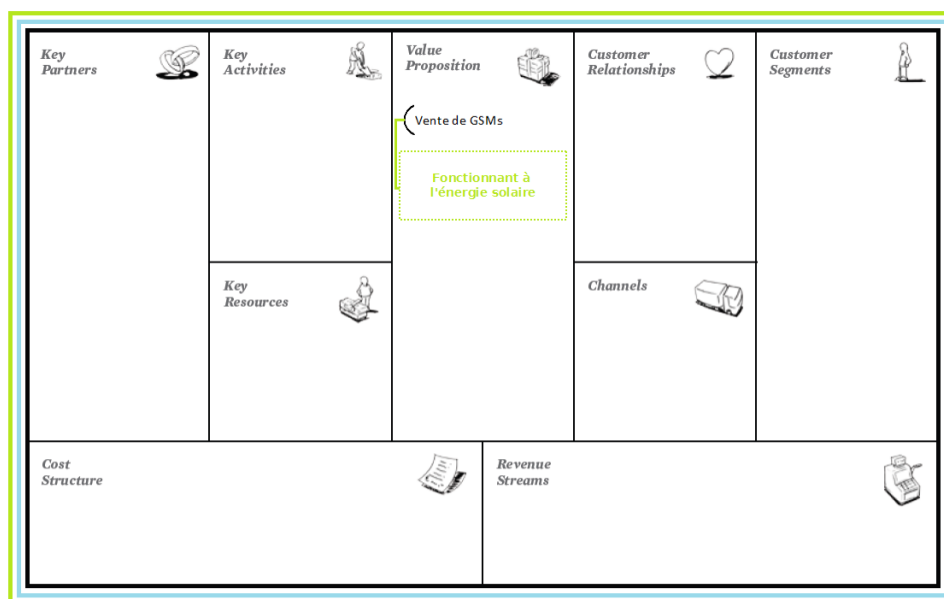 Key
Partners
Key
Activities
Value
Proposition
Customer
Relationships
Customer
Segments
Vente de GSMs
Fonctionnant à
l'énergie solaire
Key
Resources
Channels
Cost
Structure
Revenue
Streams